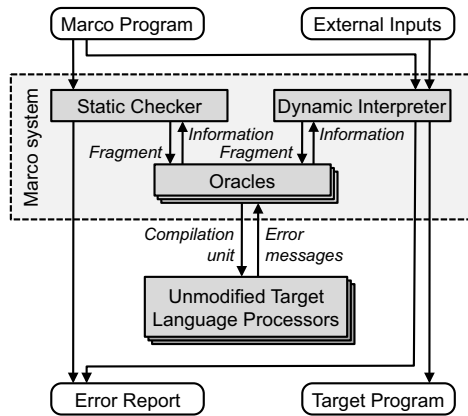 Marco Program
External Inputs
Marco system
Static Checker
Dynamic Interpreter
Information
Information
Fragment
Fragment
Oracles
Compilation
unit
Error
messages
Unmodified Target
Language Processors
Error Report
Target Program